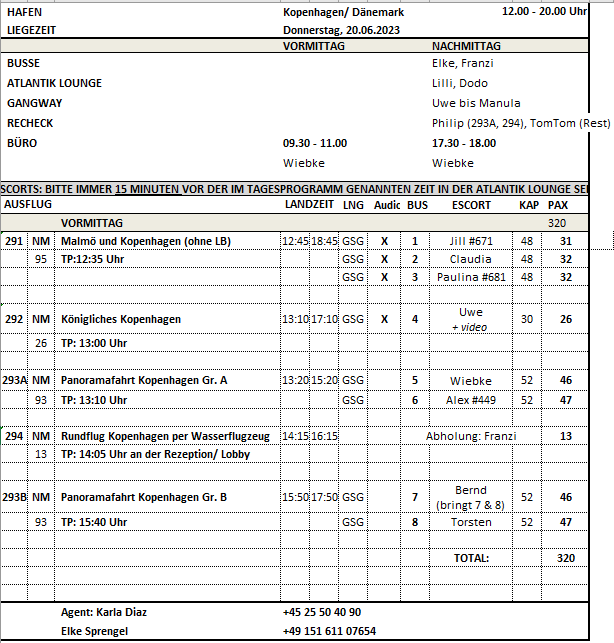 HAFEN Kopenhagen/ Dänemark 12.00 - 20.00 Uhr
LIEGEZEIT Donnerstag, 20.06.2023
VORMITTAG NACHMITTAG
BUSSE Elke, Franzi
ATLANTIK LOUNGE Lilli, Dodo
GANGWAY Uwe bis Manula
RECHECK Philip (293A, 294), TomTom (Rest)
BÜRO 09.30 - 11.00 17.30 - 18.00
Wiebke Wiebke
SCORTS: BITTE IMMER 15 MINUTEN VOR DER IM TAGESPROGRAMM GENANNTEN ZEIT IN DER ATLANTIK LOUNGE SEI
AUSFLUG LANDZEIT LNG Audic BUS ESCORT KAP PAX
VORMITTAG 320
291 NM Malmö und Kopenhagen (ohne LB) 12:45 18:45 GSG X 1 Jill #671 48 31
95 TP:12:35 Uhr GSG X 2 Claudia 48 32
GSG X 3 Paulina #681 48 32
292 NM Königliches Kopenhagen 13:10 17:10 GSG X 4 Uwe 30 26
+ video
26 TP: 13:00 Uhr
293A NM Panoramafahrt Kopenhagen Gr. A 13:20 15:20 GSG 5 Wiebke 52 46
93 TP: 13:10 Uhr GSG 6 Alex #449 52 47
294 NM Rundflug Kopenhagen per Wasserflugzeug 14:15 16:15 Abholung: Franzi 13
13 TP: 14:05 Uhr an der Rezeption/ Lobby
293B NM Panoramafahrt Kopenhagen Gr. B 15:50 17:50 GSG 7 Bernd 52 46
(bringt 7 & 8)
93 TP: 15:40 Uhr GSG 8 Torsten 52 47
TOTAL: 320
Agent: Karla Diaz +45 25 50 40 90
Elke Sprengel +49 151 611 07654